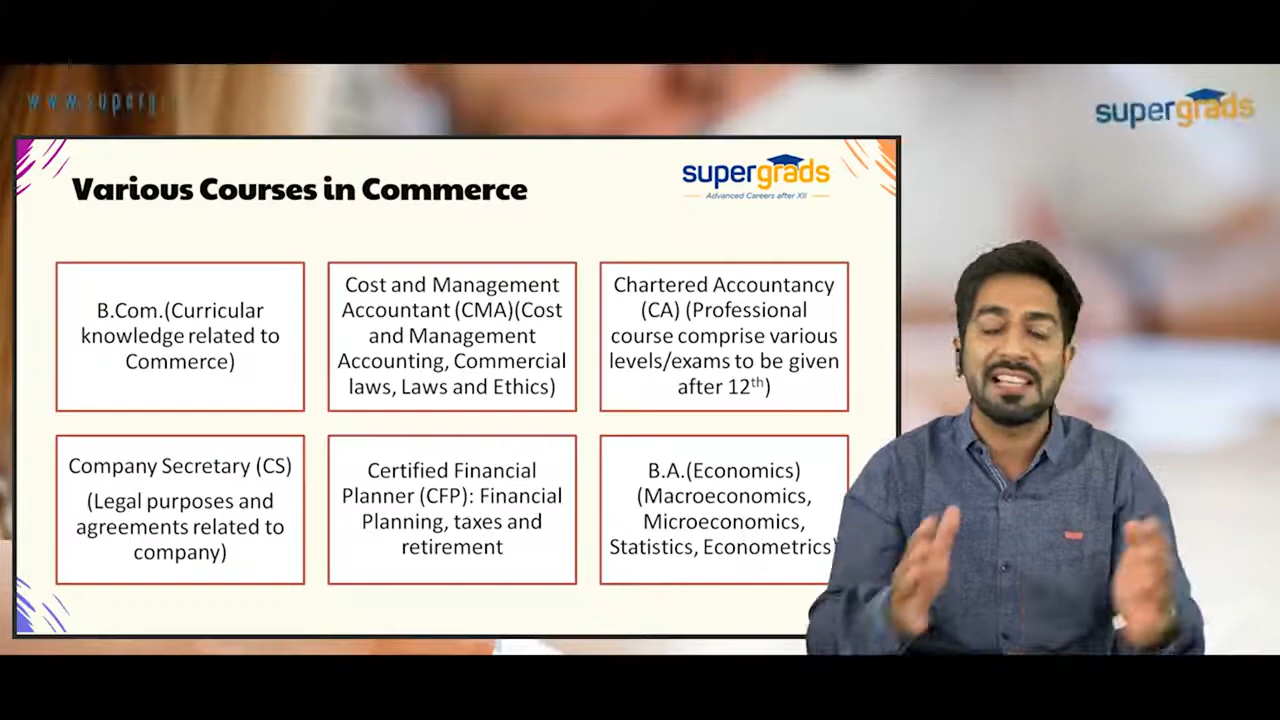 www.superg
supergrads
Various Courses in Commerce
supergrads
Advanced Careers after XII
B.Com.(Curricular
knowledge related to
Commerce)
Cost and Management
Accountant (CMA)(Cost
and Management
Accounting, Commercial
laws, Laws and Ethics)
Chartered Accountancy
(CA) (Professional
course comprise various
levels/exams to be given
after 12th)
Company Secretary (CS)
(Legal purposes and
agreements related to
company)
Certified Financial
Planner (CFP): Financial
Planning, taxes and
retirement
B.A.(Economics)
(Macroeconomics,
Microeconomics,
Statistics, Econometrics)